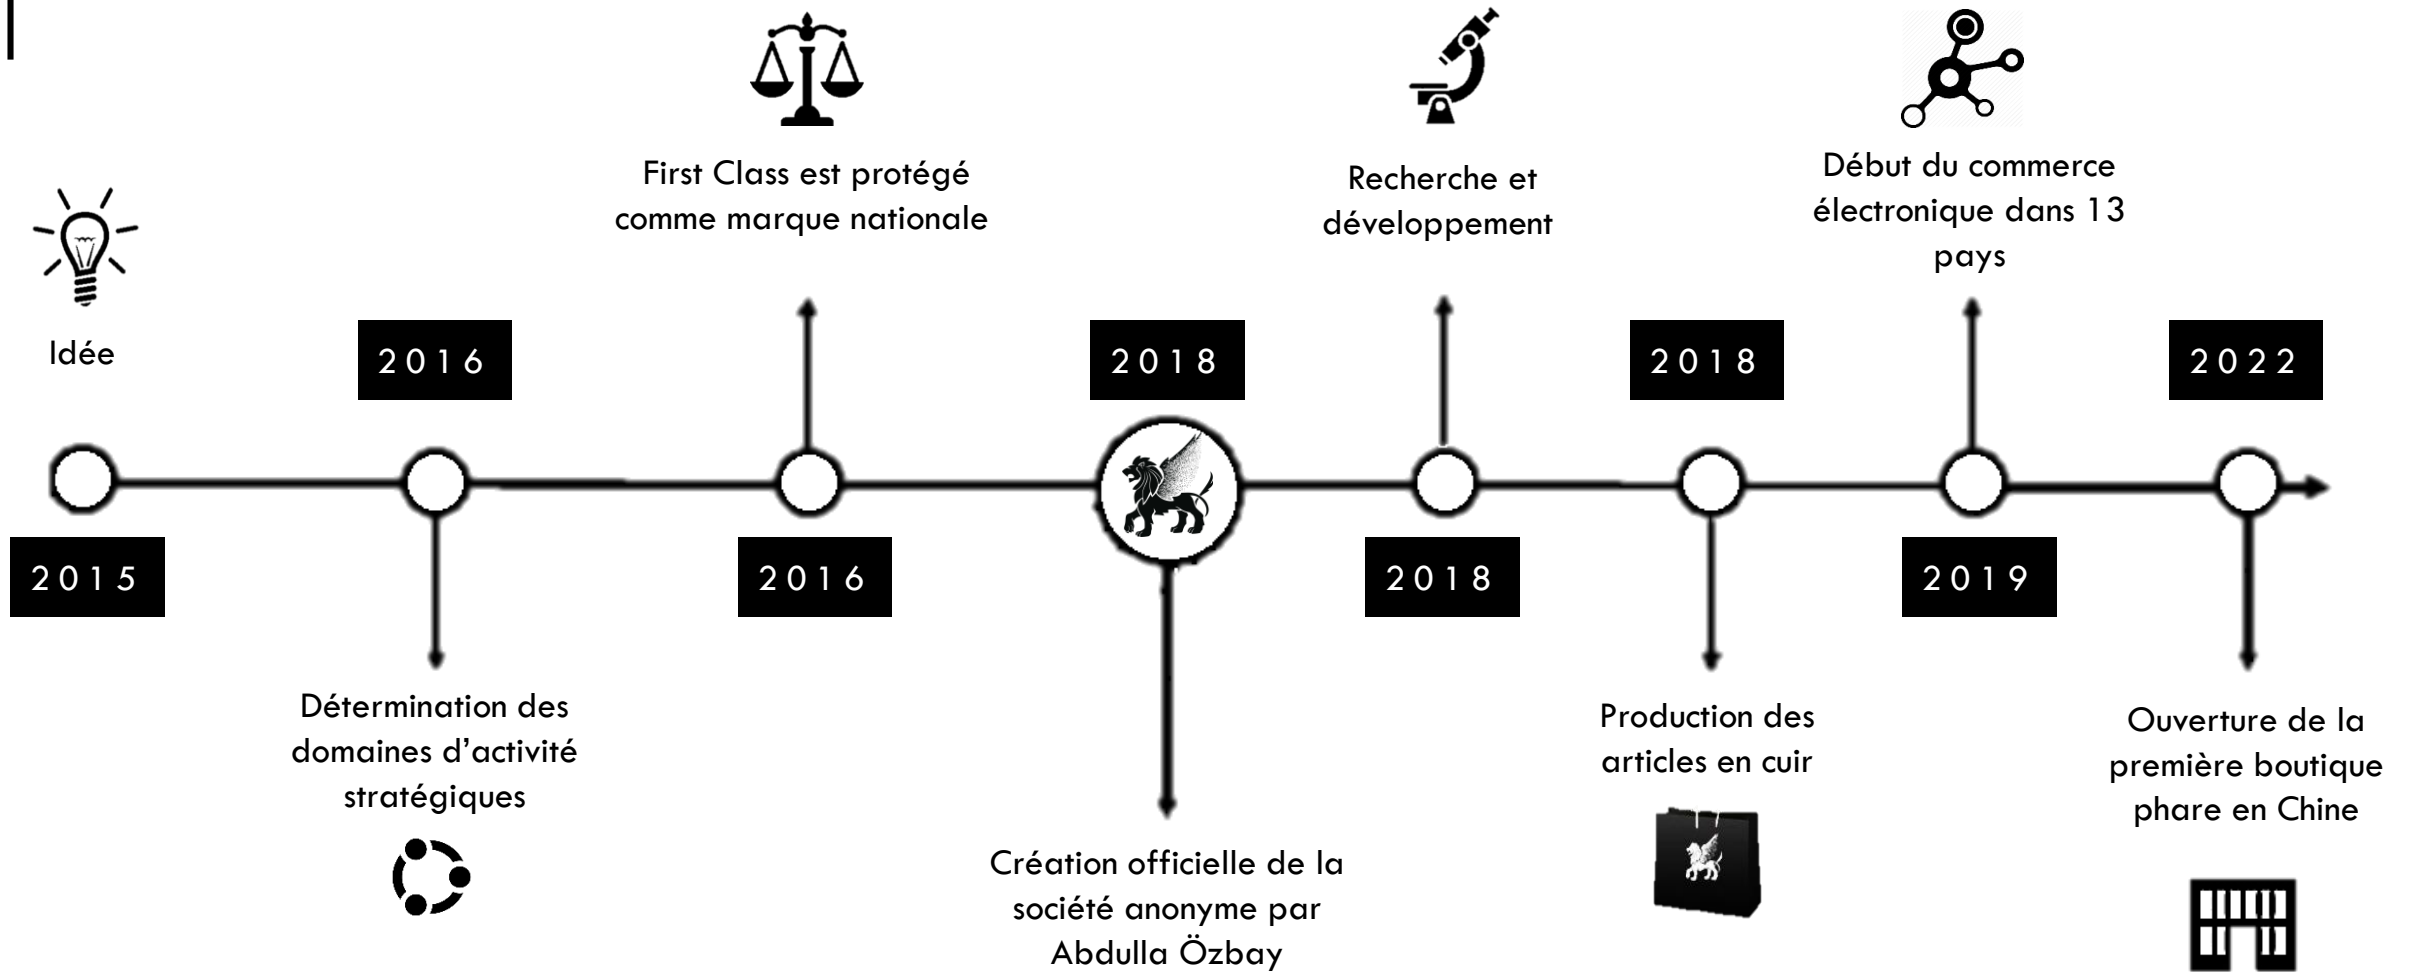 Idée
2015
2016
Détermination des
domaines d’activité
stratégiques
First Class est protégé
comme marque nationale
2016
2018
Création officielle de la
société anonyme par
Abdulla Özbay
Recherche et
développement
2018
2018
Production des
articles en cuir
Début du commerce
électronique dans 13
pays
2019
2022
Ouverture de la
première boutique
phare en Chine